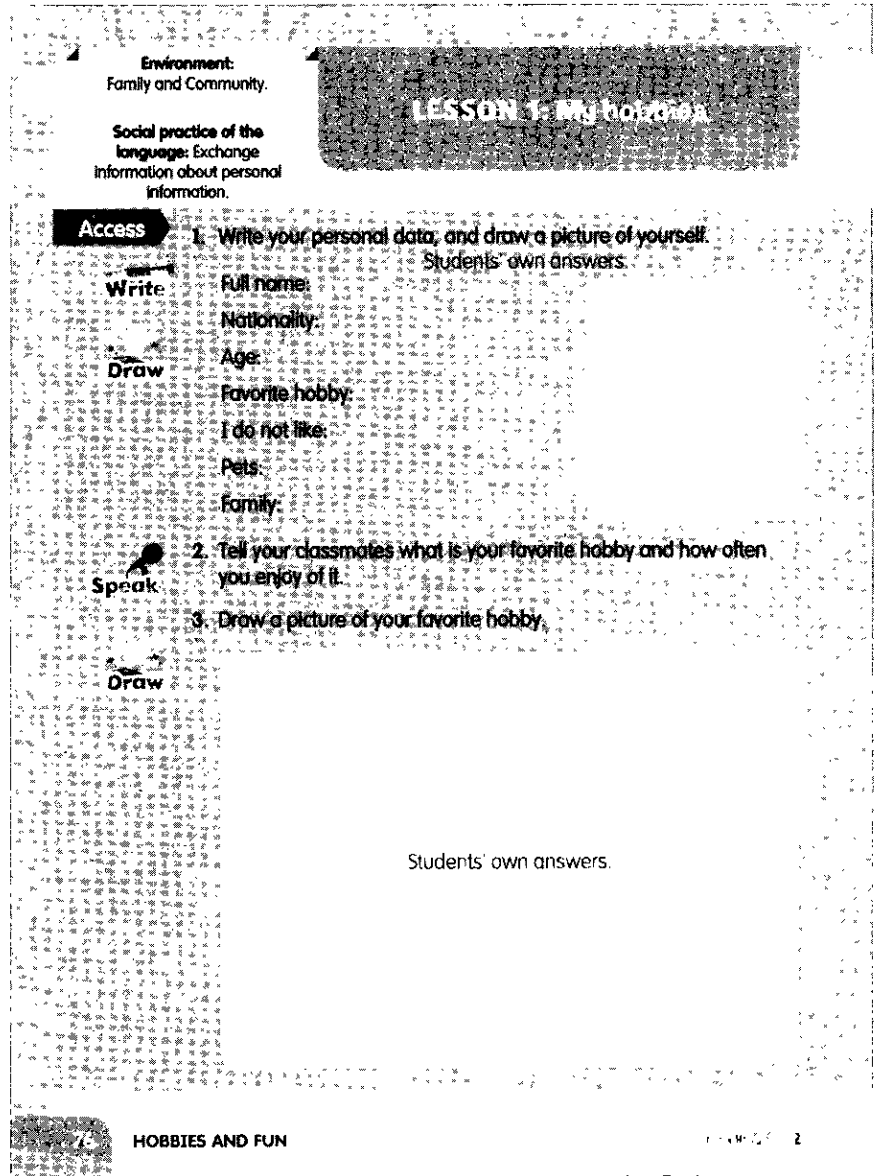 Environment:
Family and Community.
Social practice of the
language: Exchange
information about personal
information.
LESSON 1: My hobbies
Access
1. Write your personal data, and draw a picture of yourself.
Students' own answers.
Write
Full name:
Nationality:
Draw
Age:
Favorite hobby:
I do not like:
Pets:
Family:
2. Tell your classmates what is your favorite hobby and how often
you enjoy of it.
Speak
3. Draw a picture of your favorite hobby.
Draw
Students' own answers.
76 HOBBIES AND FUN
2